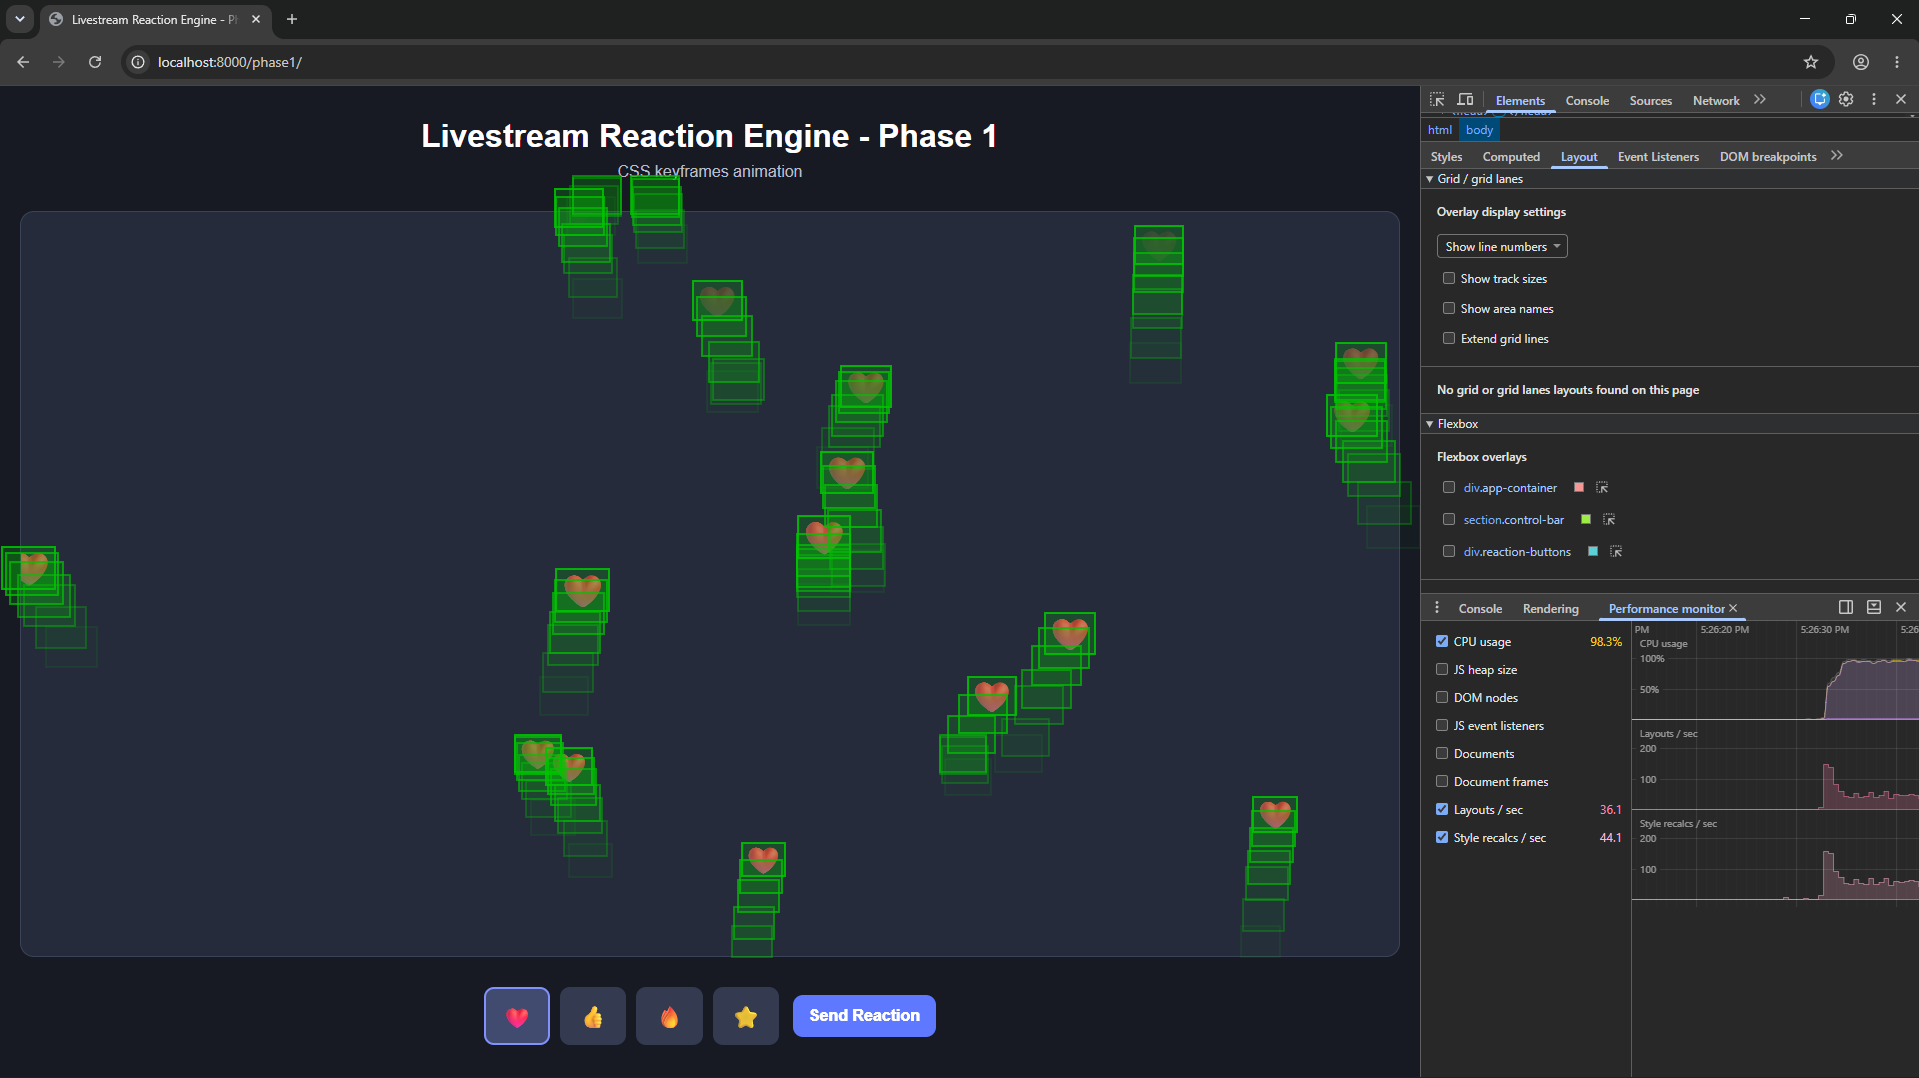 Livestream Reaction Engine - Ph
localhost:8000/phase1/
Livestream Reaction Engine - Phase 1
CSS keyframes animation
Send Reaction
Elements
Console
Sources
Network
html
body
Styles
Computed
Layout
Event Listeners
DOM breakpoints
Grid / grid lanes
Overlay display settings
Show line numbers
Show track sizes
Show area names
Extend grid lines
No grid or grid lanes layouts found on this page
Flexbox
Flexbox overlays
div.app-container
section.control-bar
div.reaction-buttons
Console
Rendering
Performance monitor
CPU usage 98.3%
JS heap size
DOM nodes
JS event listeners
Documents
Document frames
Layouts / sec 36.1
Style recalcs / sec 44.1
PM 5:26:20 PM 5:26:30 PM 5:26
CPU usage
100%
50%
Layouts / sec
200
100
Style recalcs / sec
200
100